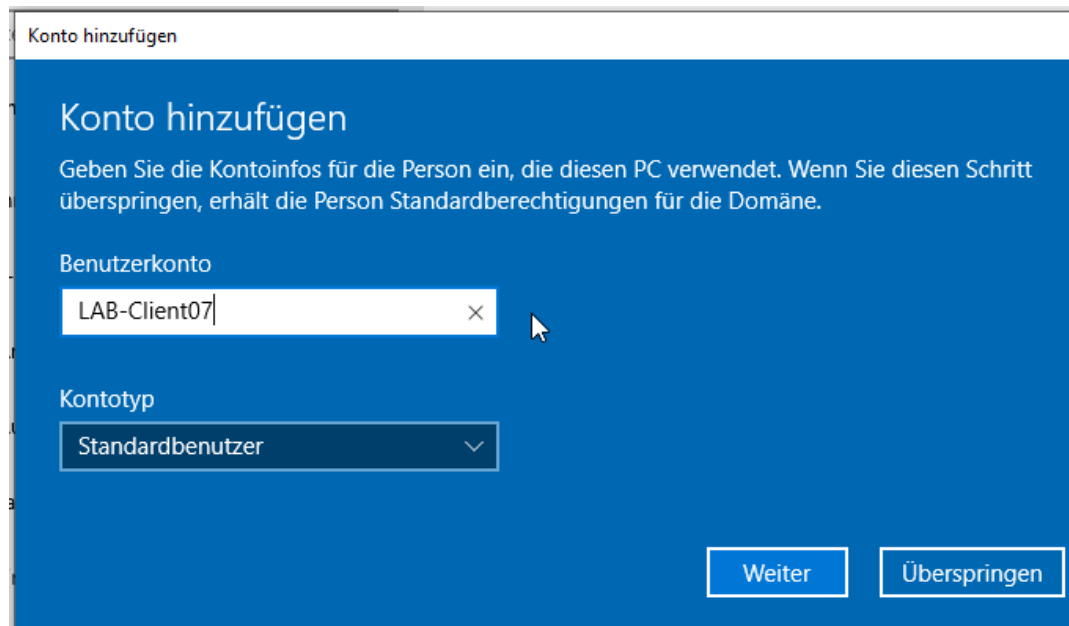 Konto hinzufügen
Konto hinzufügen
Geben Sie die Kontoinfos für die Person ein, die diesen PC verwendet. Wenn Sie diesen Schritt
überspringen, erhält die Person Standardberechtigungen für die Domäne.
Benutzerkonto
LAB-Client07
Kontotyp
Standardbenutzer
Weiter
Überspringen